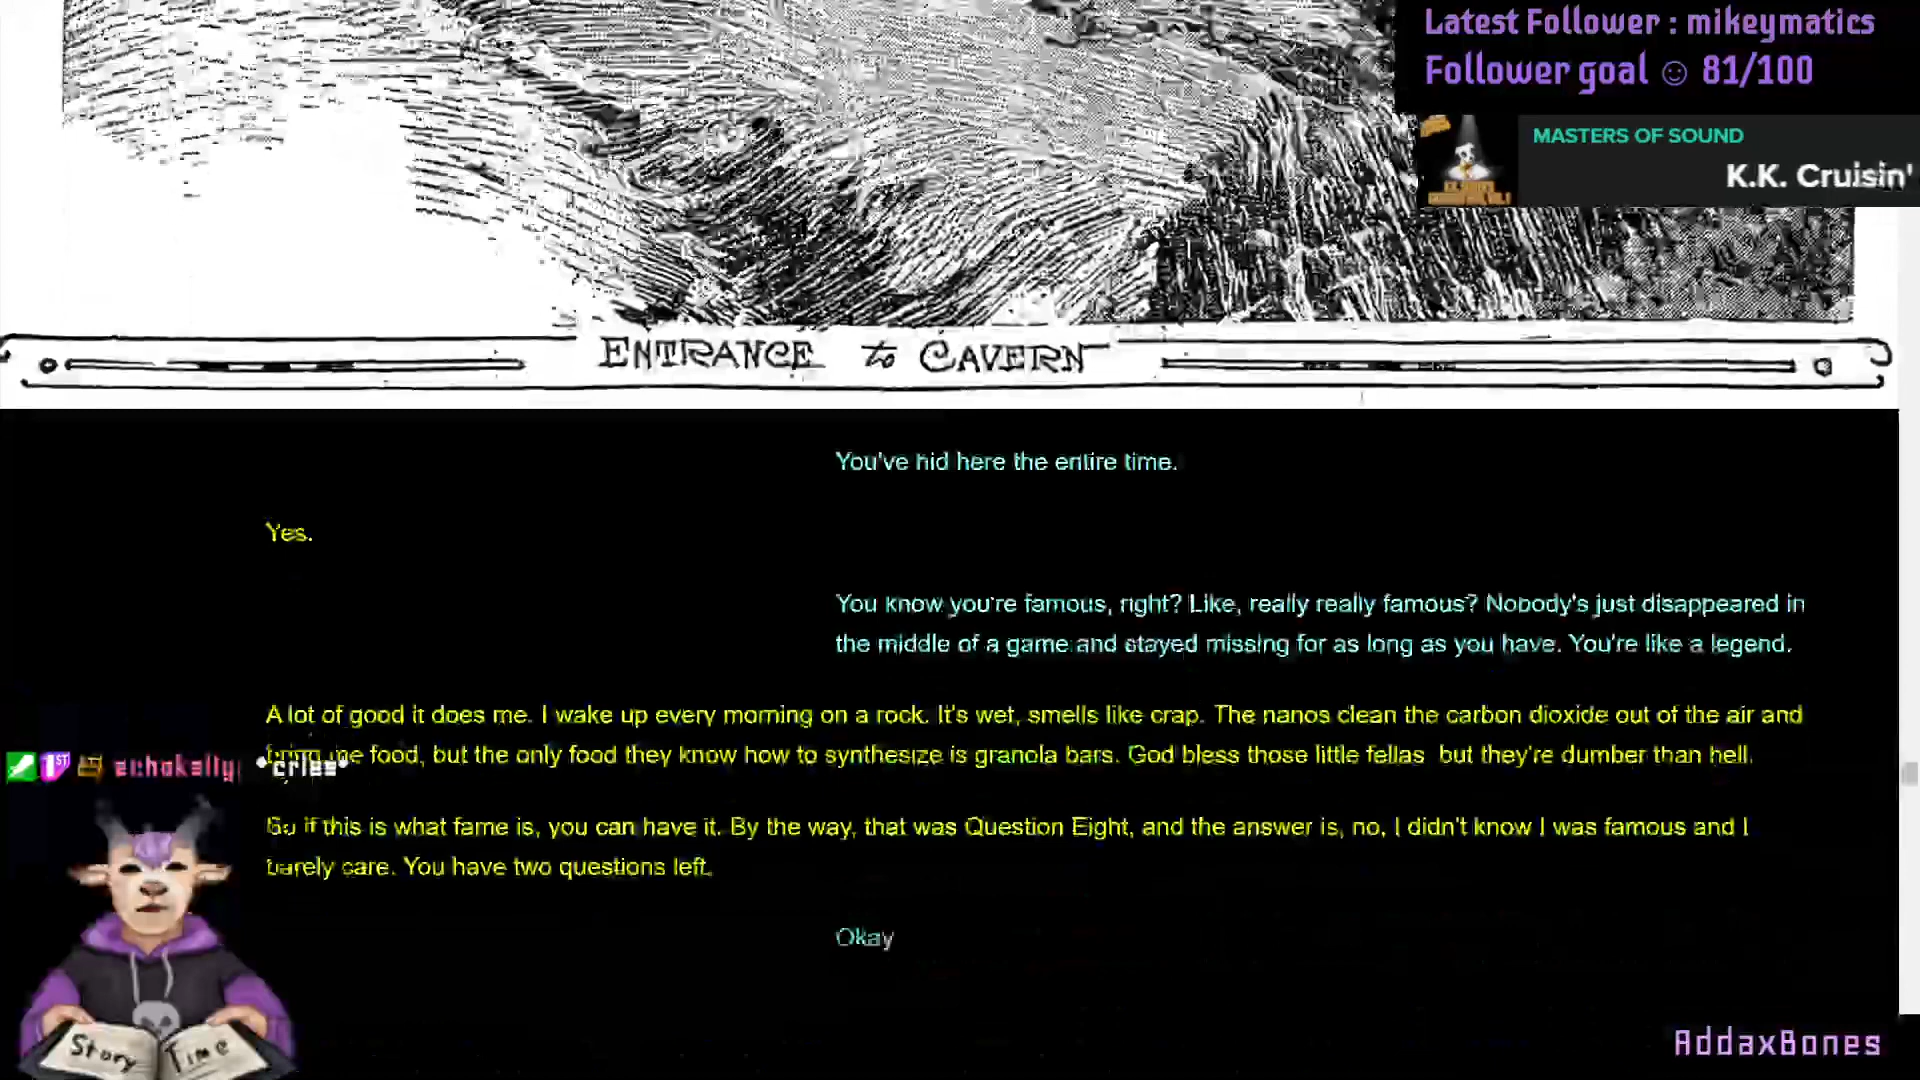 Latest Follower : mikeymatics
Follower goal ☺ 81/100
MASTERS OF SOUND
K.K. Cruisin'
ENTRANCE to CAVERN
You've hid here the entire time.
Yes.
You know you're famous, right? Like, really really famous? Nobody's just disappeared in
the middle of a game and stayed missing for as long as you have. You're like a legend.
A lot of good it does me. I wake up every morning on a rock. It's wet, smells like crap. The nanos clean the carbon dioxide out of the air and
me food, but the only food they know how to synthesize is granola bars. God bless those little fellas but they're dumber than hell.
1ST echokelly *cries*
So if this is what fame is, you can have it. By the way, that was Question Eight, and the answer is, no, I didn't know I was famous and I
barely care. You have two questions left.
Okay
Story Time
AddaxBones